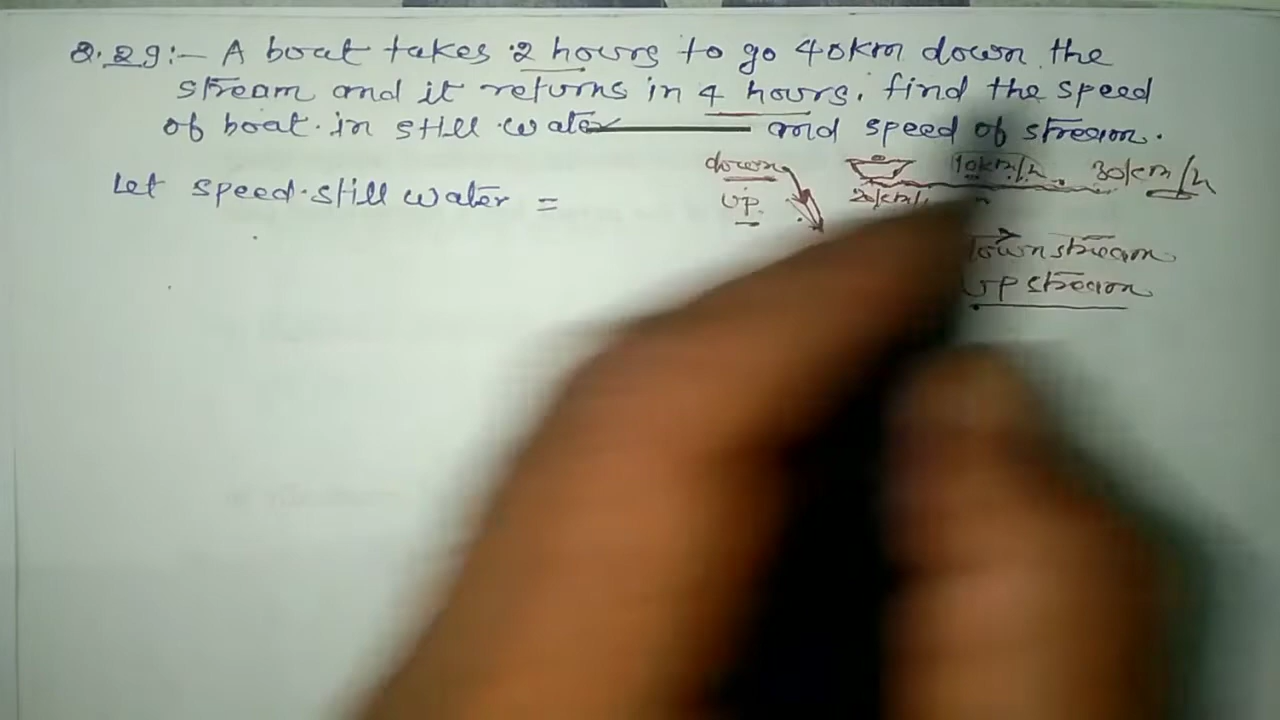 Q.29:- A boat takes 2 hours to go 40km down the
stream and it returns in 4 hours. find the speed
of boat in still water and speed of stream.
Let speed still water =
down
up
10km/h
30km/h
20km/
downstream
upstream